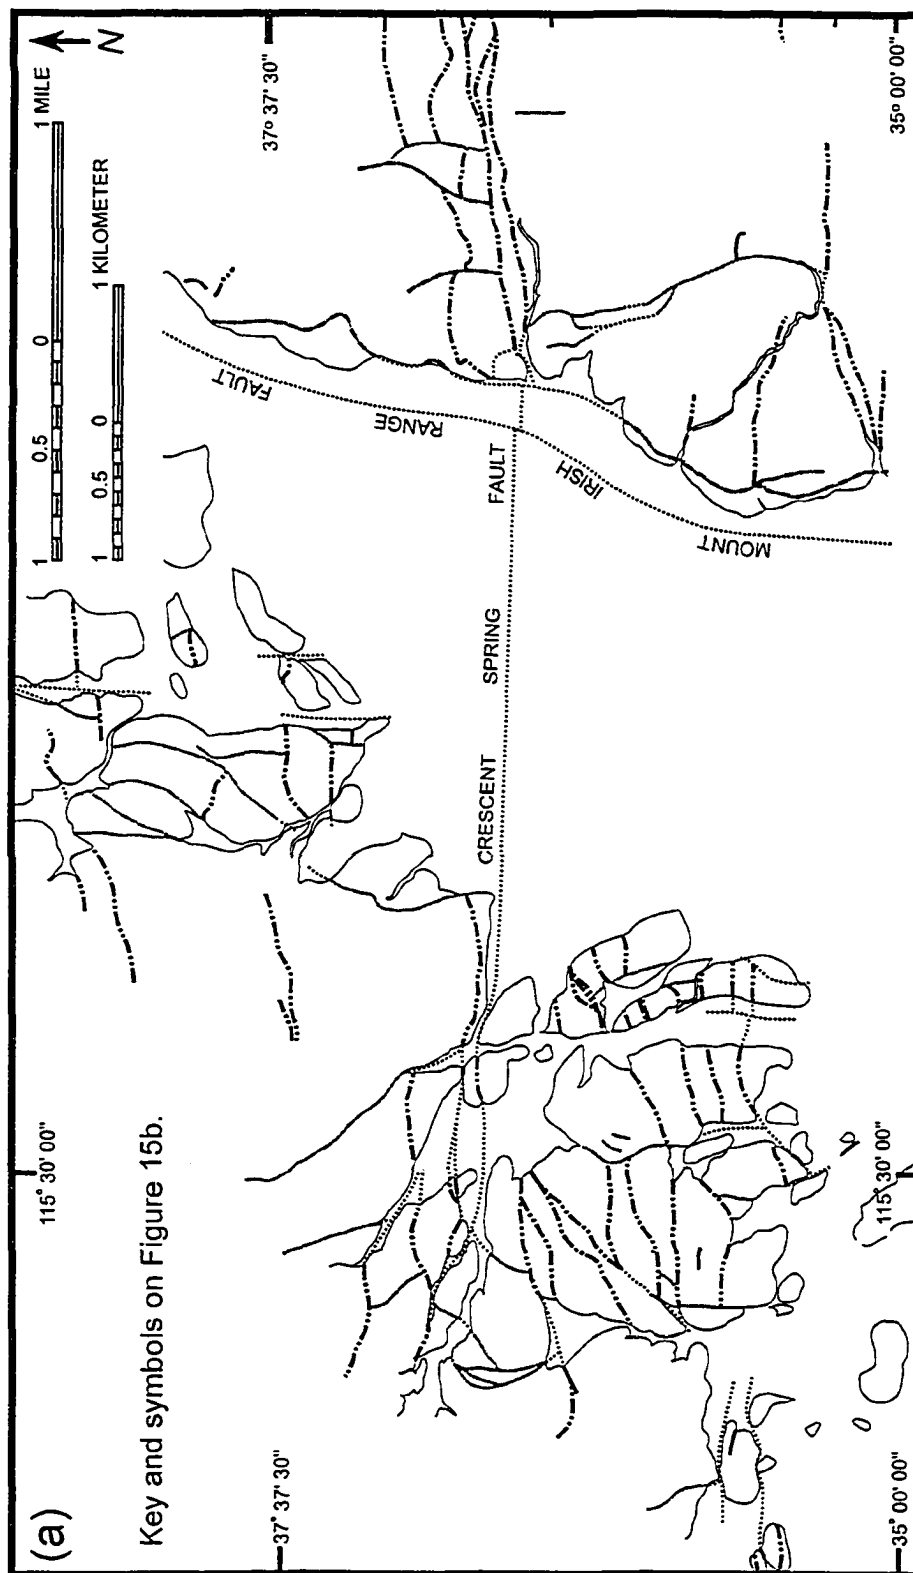 (a)
Key and symbols on Figure 15b.
1 0.5 0 1 MILE
1 0.5 0 1 KILOMETER
N
115° 30' 00"
37° 37' 30"
37° 37' 30"
CRESCENT SPRING FAULT
MOUNT IRISH RANGE FAULT
35° 00' 00"
115° 30' 00"
35° 00' 00"